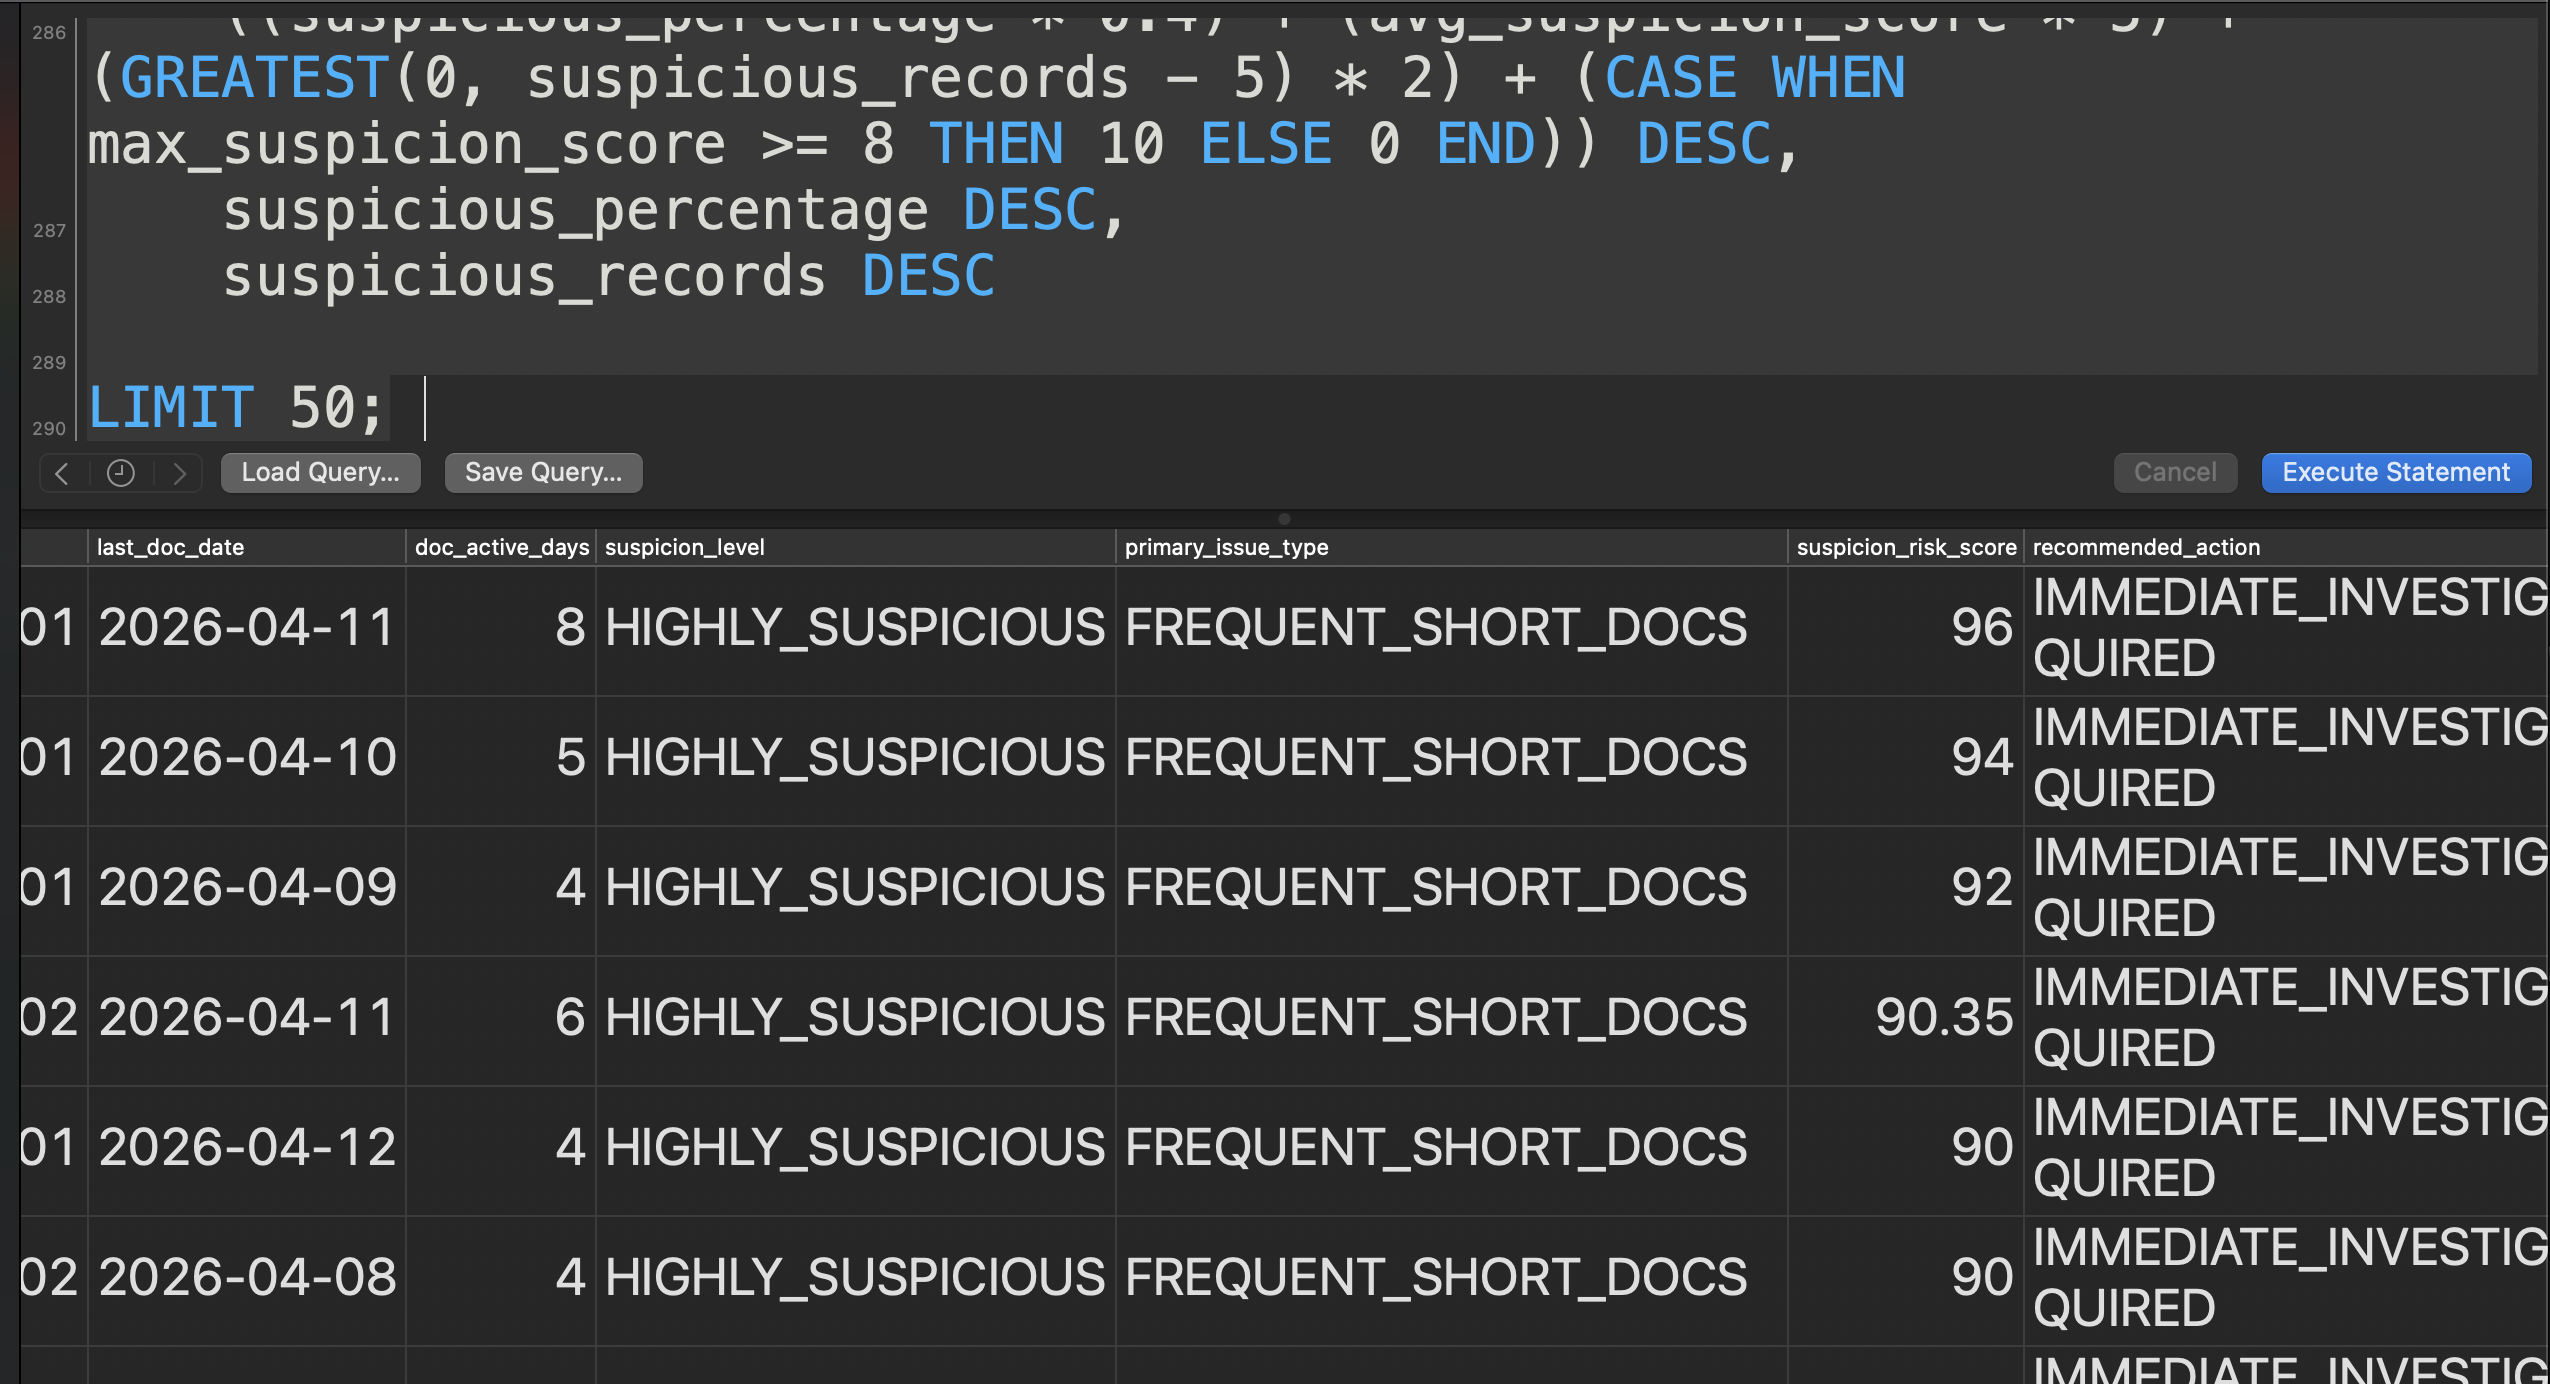 286
((suspicious_percentage * 0.4) + (avg_suspicion_score * 5) +
(GREATEST(0, suspicious_records - 5) * 2) + (CASE WHEN
max_suspicion_score >= 8 THEN 10 ELSE 0 END)) DESC,
287 suspicious_percentage DESC,
288 suspicious_records DESC
289
290 LIMIT 50;
Load Query... Save Query... Cancel Execute Statement
last_doc_date doc_active_days suspicion_level primary_issue_type suspicion_risk_score recommended_action
01 2026-04-11 8 HIGHLY_SUSPICIOUS FREQUENT_SHORT_DOCS 96 IMMEDIATE_INVESTIG
QUIRED
01 2026-04-10 5 HIGHLY_SUSPICIOUS FREQUENT_SHORT_DOCS 94 IMMEDIATE_INVESTIG
QUIRED
01 2026-04-09 4 HIGHLY_SUSPICIOUS FREQUENT_SHORT_DOCS 92 IMMEDIATE_INVESTIG
QUIRED
02 2026-04-11 6 HIGHLY_SUSPICIOUS FREQUENT_SHORT_DOCS 90.35 IMMEDIATE_INVESTIG
QUIRED
01 2026-04-12 4 HIGHLY_SUSPICIOUS FREQUENT_SHORT_DOCS 90 IMMEDIATE_INVESTIG
QUIRED
02 2026-04-08 4 HIGHLY_SUSPICIOUS FREQUENT_SHORT_DOCS 90 IMMEDIATE_INVESTIG
QUIRED
IMMEDIATE_INVESTIG